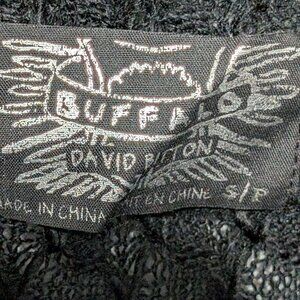 BUFFALO
DAVID BITTON
S/P
MADE IN CHINA FAIT EN CHINE